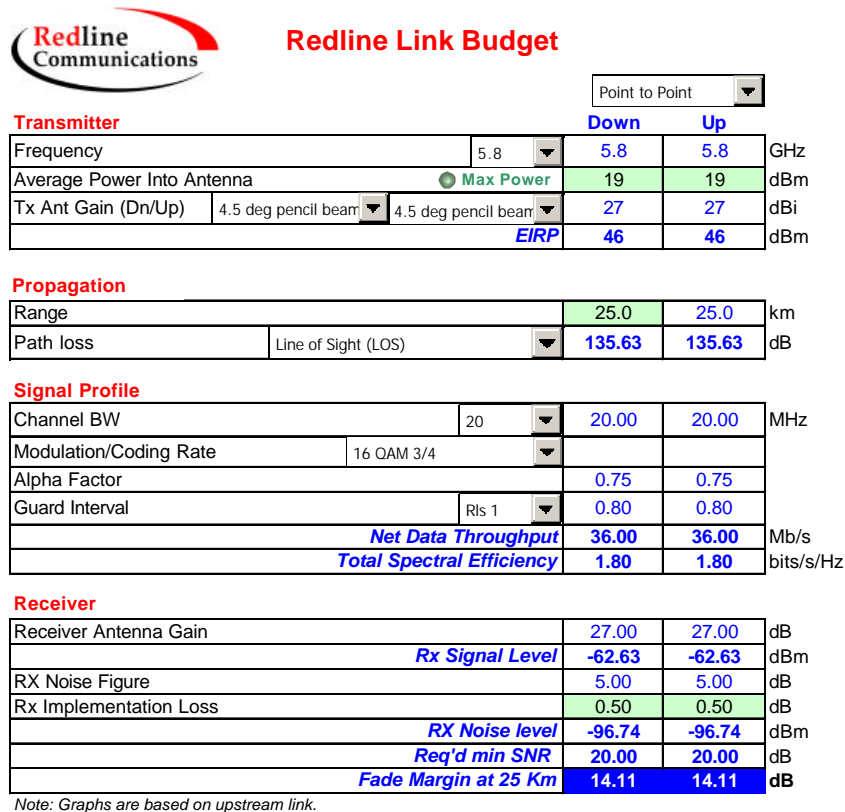 Redline
Communications
Redline Link Budget
Point to Point
Transmitter Down Up
Frequency 5.8 5.8 5.8 GHz
Average Power Into Antenna Max Power 19 19 dBm
Tx Ant Gain (Dn/Up) 4.5 deg pencil beam 4.5 deg pencil bear 27 27 dBi
EIRP 46 46 dBm
Propagation
Range 25.0 25.0 km
Path loss Line of Sight (LOS) 135.63 135.63 dB
Signal Profile
Channel BW 20 20.00 20.00 MHz
Modulation/Coding Rate 16 QAM 3/4
Alpha Factor 0.75 0.75
Guard Interval Rls 1 0.80 0.80
Net Data Throughput 36.00 36.00 Mb/s
Total Spectral Efficiency 1.80 1.80 bits/s/Hz
Receiver
Receiver Antenna Gain 27.00 27.00 dB
Rx Signal Level -62.63 -62.63 dBm
RX Noise Figure 5.00 5.00 dB
Rx Implementation Loss 0.50 0.50 dB
RX Noise level -96.74 -96.74 dBm
Req'd min SNR 20.00 20.00 dB
Fade Margin at 25 Km 14.11 14.11 dB
Note: Graphs are based on upstream link.